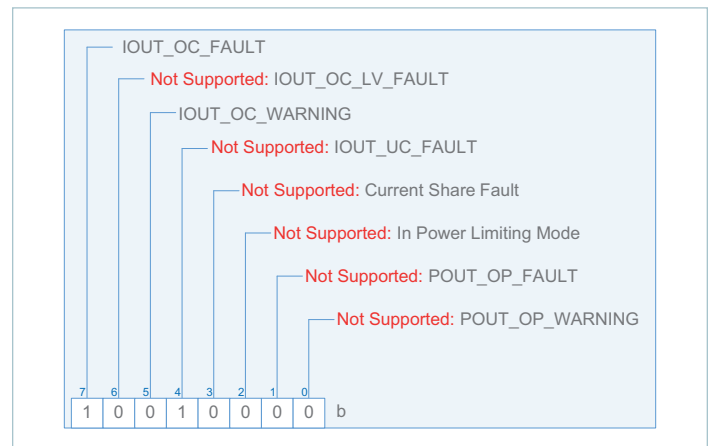 IOUT_OC_FAULT
Not Supported: IOUT_OC_LV_FAULT
IOUT_OC_WARNING
Not Supported: IOUT_UC_FAULT
Not Supported: Current Share Fault
Not Supported: In Power Limiting Mode
Not Supported: POUT_OP_FAULT
Not Supported: POUT_OP_WARNING
7 6 5 4 3 2 1 0
1 0 0 1 0 0 0 0 b